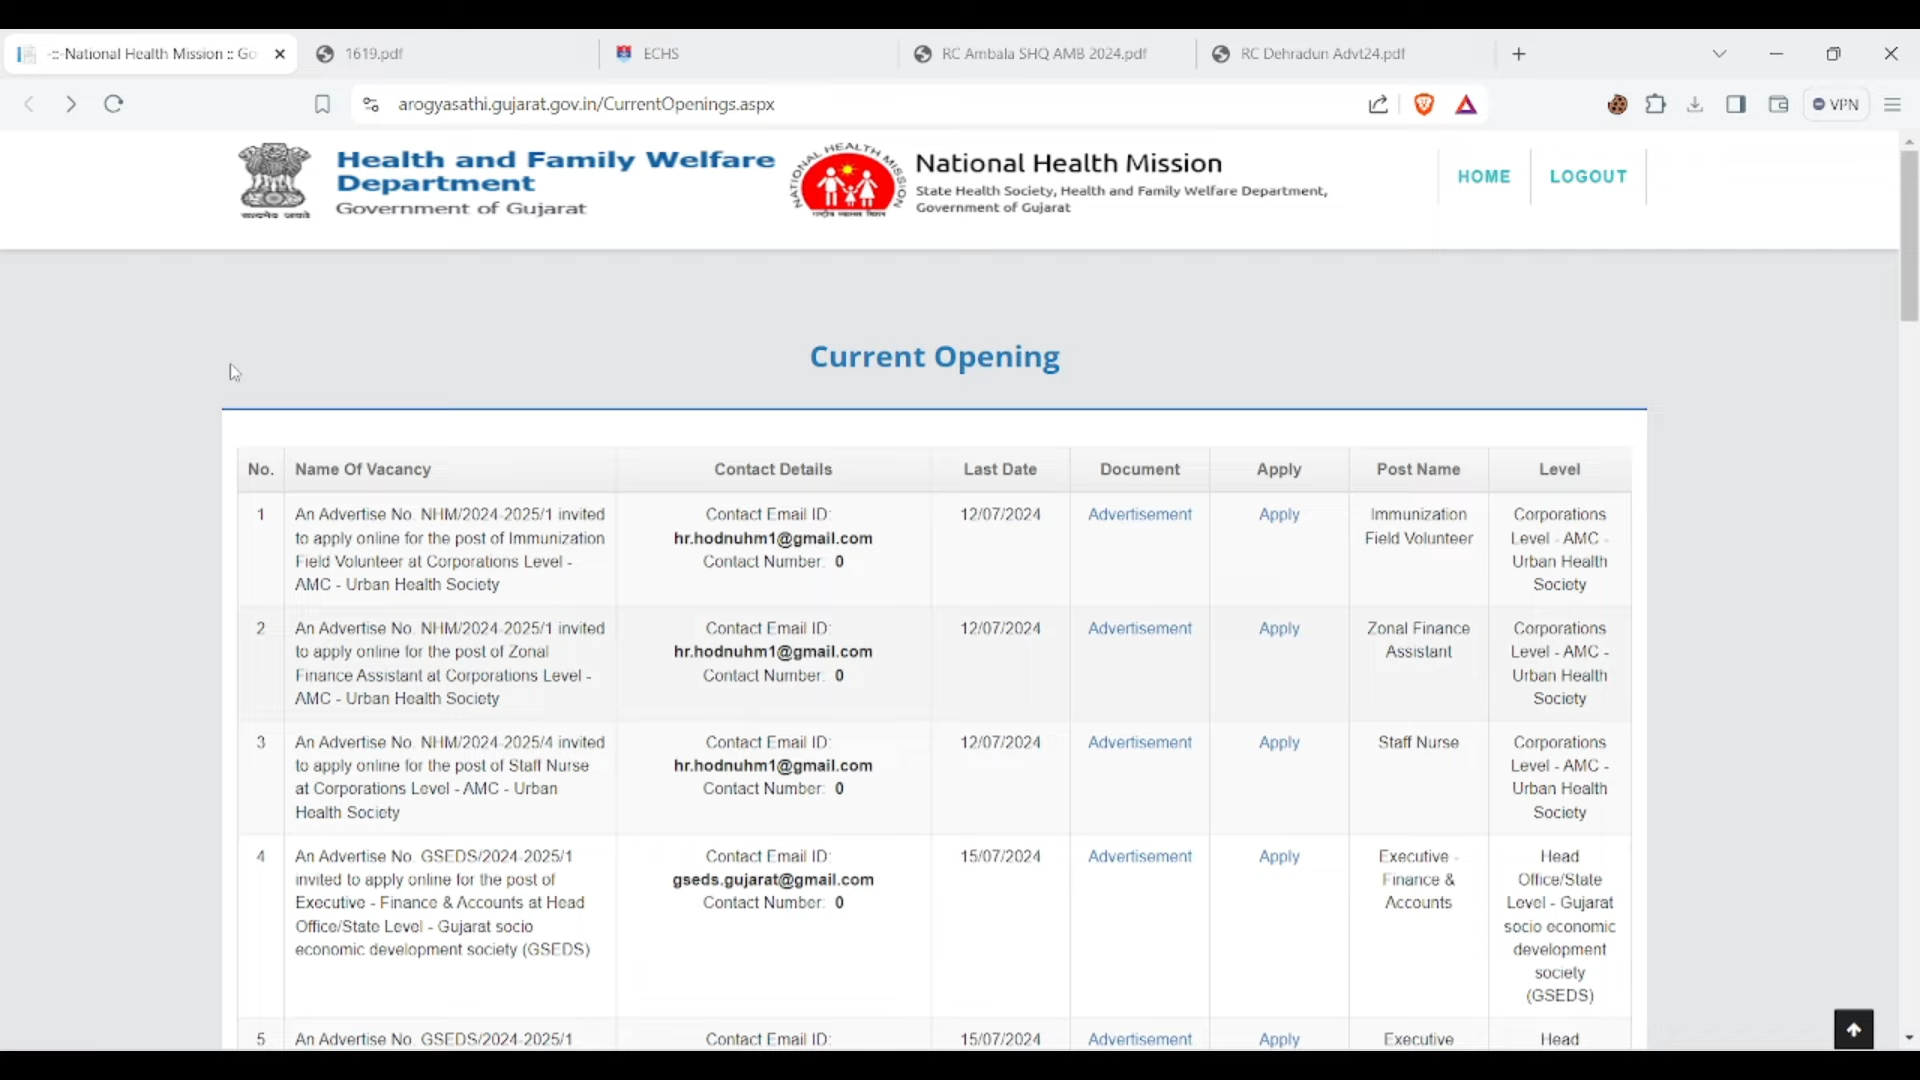 -::-National Health Mission :: Go
1619.pdf
ECHS
RC Ambala SHQ AMB 2024.pdf
RC Dehradun Advt24.pdf
arogyasathi.gujarat.gov.in/CurrentOpenings.aspx
VPN
Health and Family Welfare
Department
Government of Gujarat
सत्यमेव जयते
NATIONAL HEALTH MISSION
राष्ट्रीय स्वास्थ्य मिशन
National Health Mission
State Health Society, Health and Family Welfare Department,
Government of Gujarat
HOME
LOGOUT
Current Opening
No. Name Of Vacancy Contact Details Last Date Document Apply Post Name Level
1 An Advertise No. NHM/2024-2025/1 invited Contact Email ID: 12/07/2024 Advertisement Apply Immunization Corporations
to apply online for the post of Immunization hr.hodnuhm1@gmail.com Field Volunteer Level - AMC -
Field Volunteer at Corporations Level - Contact Number: 0 Urban Health
AMC - Urban Health Society Society
2 An Advertise No. NHM/2024-2025/1 invited Contact Email ID: 12/07/2024 Advertisement Apply Zonal Finance Corporations
to apply online for the post of Zonal hr.hodnuhm1@gmail.com Assistant Level - AMC -
Finance Assistant at Corporations Level - Contact Number: 0 Urban Health
AMC - Urban Health Society Society
3 An Advertise No. NHM/2024-2025/4 invited Contact Email ID: 12/07/2024 Advertisement Apply Staff Nurse Corporations
to apply online for the post of Staff Nurse hr.hodnuhm1@gmail.com Level - AMC -
at Corporations Level - AMC - Urban Contact Number: 0 Urban Health
Health Society Society
4 An Advertise No. GSEDS/2024-2025/1 Contact Email ID: 15/07/2024 Advertisement Apply Executive - Head
invited to apply online for the post of gseds.gujarat@gmail.com Finance & Office/State
Executive - Finance & Accounts at Head Contact Number: 0 Accounts Level - Gujarat
Office/State Level - Gujarat socio socio economic
economic development society (GSEDS) development
society
(GSEDS)
5 An Advertise No. GSEDS/2024-2025/1 Contact Email ID: 15/07/2024 Advertisement Apply Executive Head